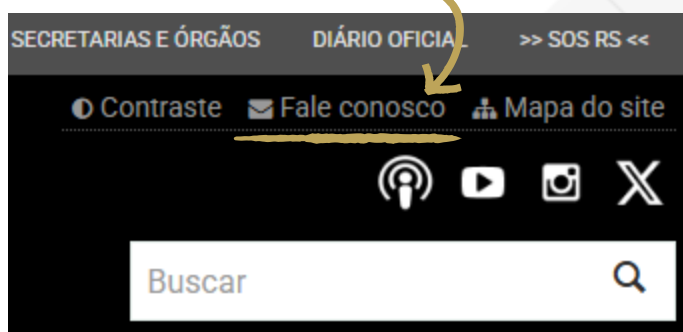 SECRETARIAS E ÓRGÃOS DIÁRIO OFICIAL >> SOS RS <<
Contraste Fale conosco Mapa do site
Buscar